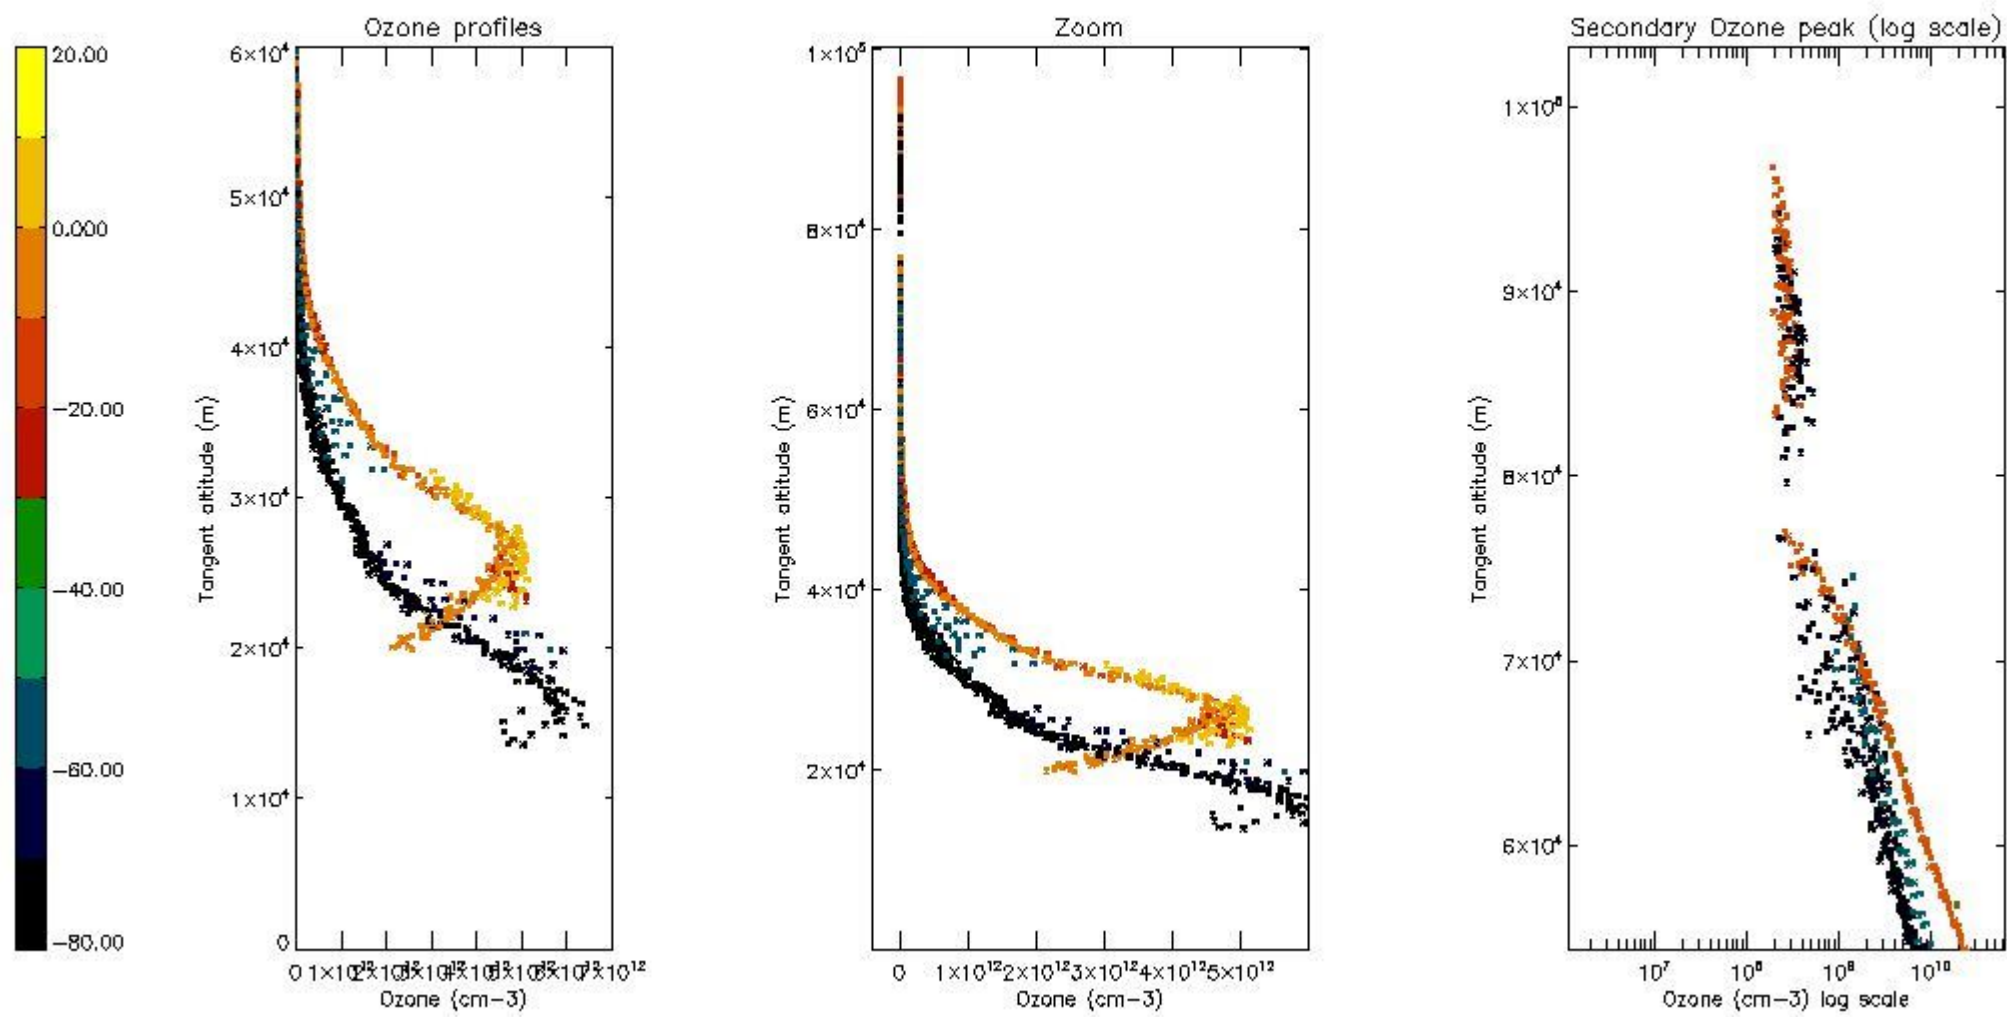 Ozone profiles
Zoom
Secondary Ozone peak (log scale)
20.00
0.000
−20.00
−40.00
−60.00
−80.00
6×10⁴
5×10⁴
4×10⁴
3×10⁴
2×10⁴
1×10⁴
0
Tangent altitude (m)
Ozone (cm−3)
1×10⁵
8×10⁴
6×10⁴
4×10⁴
2×10⁴
Tangent altitude (m)
0 1×10¹² 2×10¹² 3×10¹² 4×10¹² 5×10¹²
Ozone (cm−3)
9×10⁴
8×10⁴
7×10⁴
6×10⁴
Tangent altitude (m)
10⁷ 10⁸ 10⁹ 10¹⁰
Ozone (cm−3) log scale